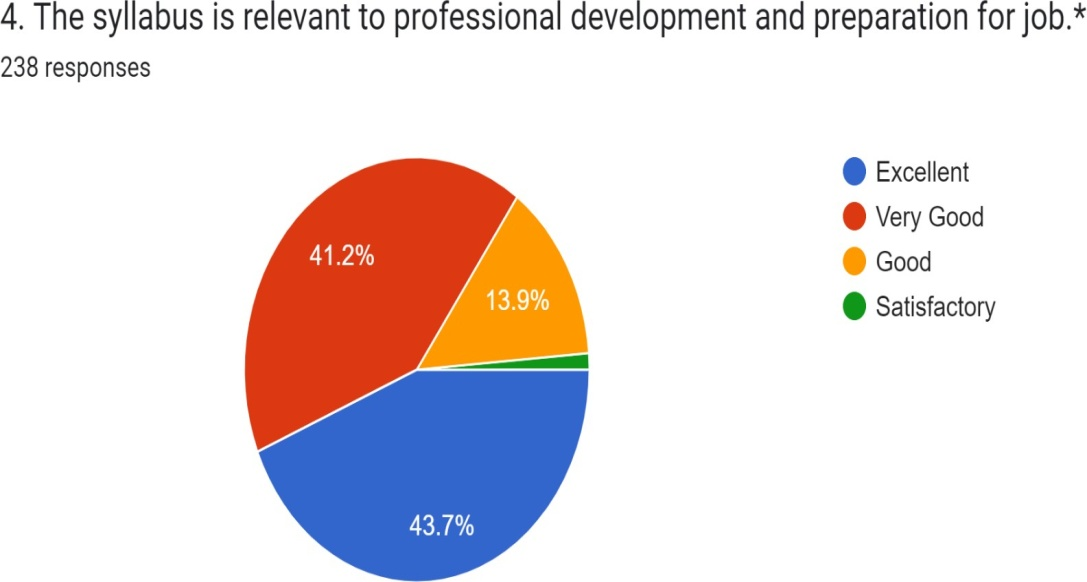 4. The syllabus is relevant to professional development and preparation for job.*
238 responses
Excellent
Very Good
Good
Satisfactory
41.2%
13.9%
43.7%